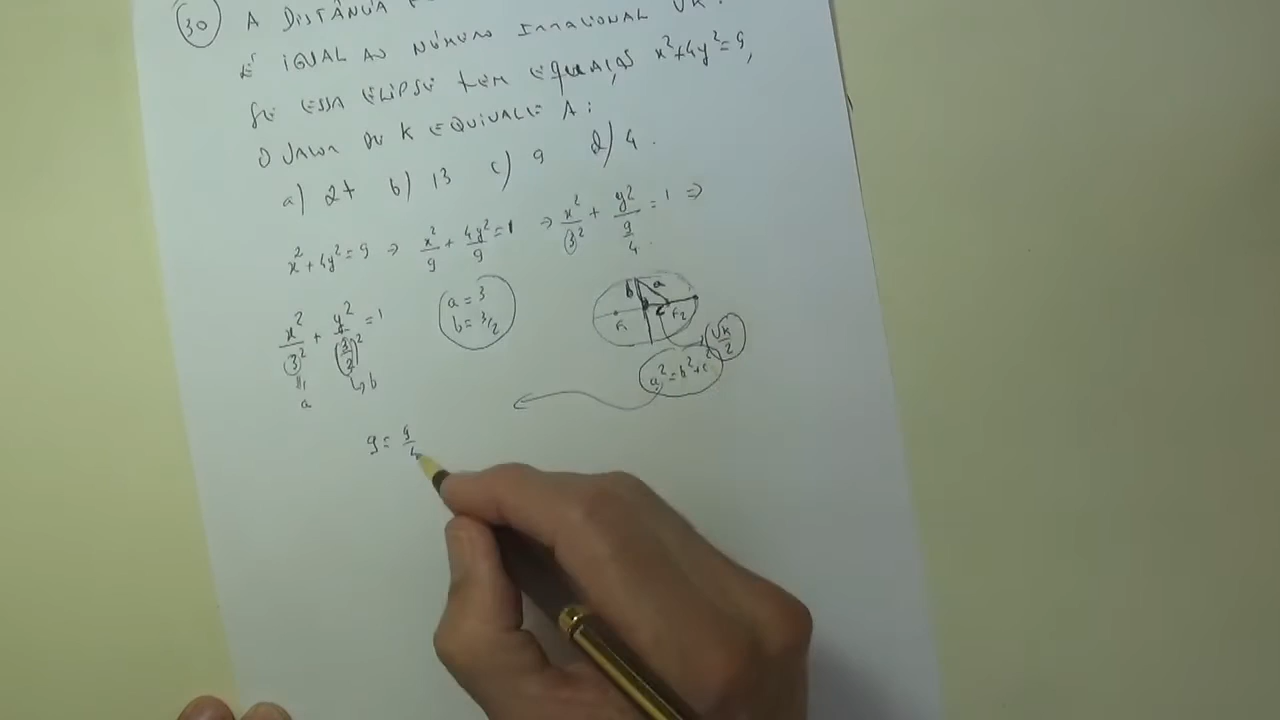 30 A DISTÂNCIA
É IGUAL AO NÚMERO IRRACIONAL √K.
SE ESSA ELIPSE TEM EQUAÇÃO x²+4y²=9,
O VALOR DE K EQUIVALE A:
a) 27 b) 13 c) 9 d) 4.
x²+4y²=9 ⇒ x²/9 + 4y²/9 = 1 ⇒ x²/3² + y²/(9/4) = 1 ⇒
x²/3² + y²/(3/2)² = 1
a
b
a=3
b=3/2
b a
F₁ c F₂
√K/2
a²=b²+c²
9= 9/4